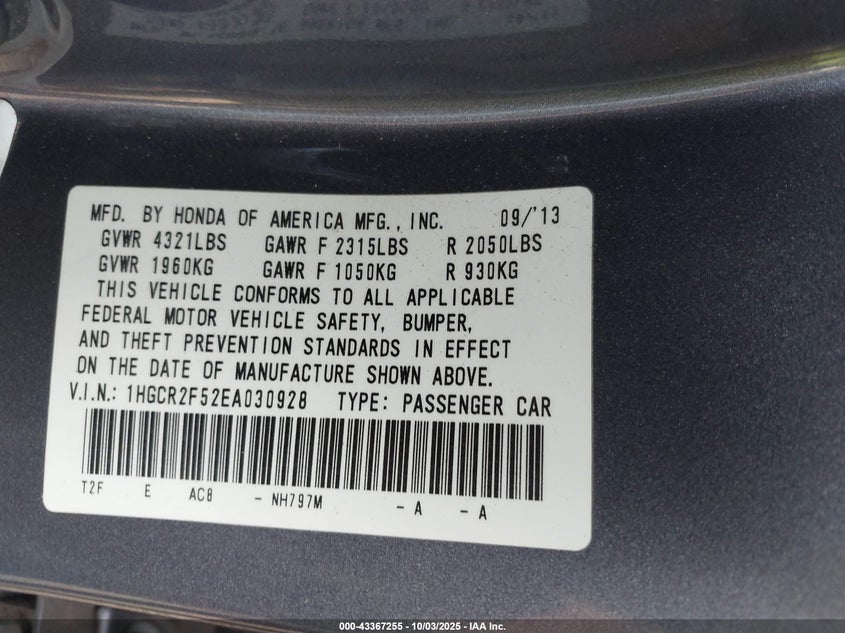 MFD. BY HONDA OF AMERICA MFG., INC. 09/'13
GVWR 4321LBS GAWR F 2315LBS R 2050LBS
GVWR 1960KG GAWR F 1050KG R 930KG
THIS VEHICLE CONFORMS TO ALL APPLICABLE
FEDERAL MOTOR VEHICLE SAFETY, BUMPER,
AND THEFT PREVENTION STANDARDS IN EFFECT
ON THE DATE OF MANUFACTURE SHOWN ABOVE.
V.I.N.: 1HGCR2F52EA030928 TYPE: PASSENGER CAR
T2F E AC8 - NH797M - A - A
000-43367255 - 10/03/2025 - IAA Inc.